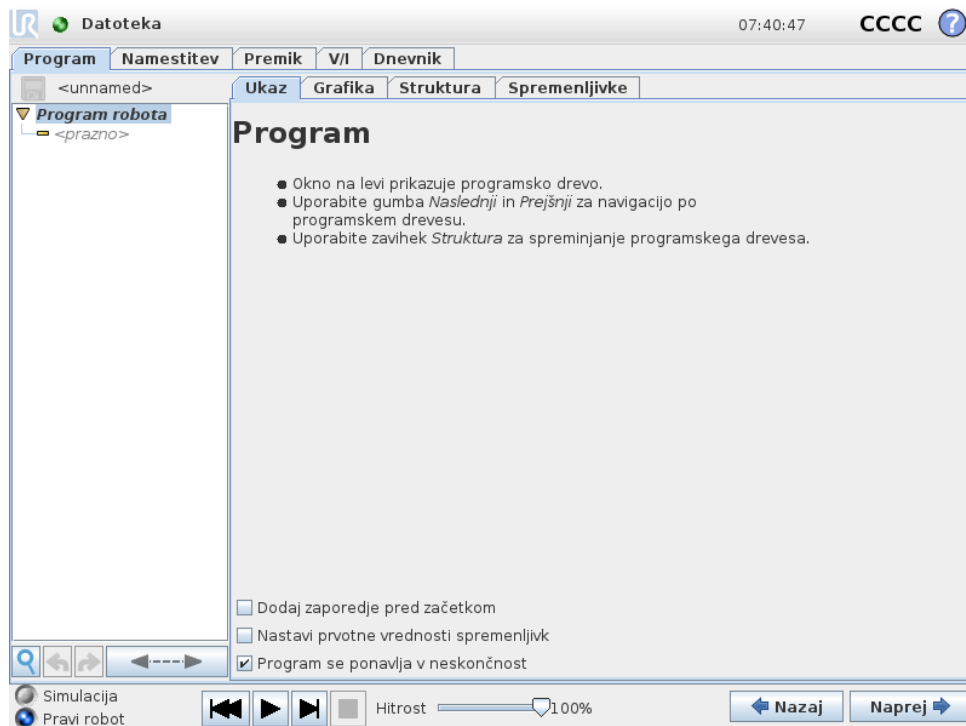 UR Datoteka 07:40:47 CCCC ?
Program Namestitev Premik V/I Dnevnik
<unnamed> Ukaz Grafika Struktura Spremenljivke
Program robota
<prazno>
Program
Okno na levi prikazuje programsko drevo.
Uporabite gumba Naslednji in Prejšnji za navigacijo po
programskem drevesu.
Uporabite zavihek Struktura za spreminjanje programskega drevesa.
Dodaj zaporedje pred začetkom
Nastavi prvotne vrednosti spremenljivk
Program se ponavlja v neskončnost
Simulacija
Pravi robot
Hitrost 100% Nazaj Naprej